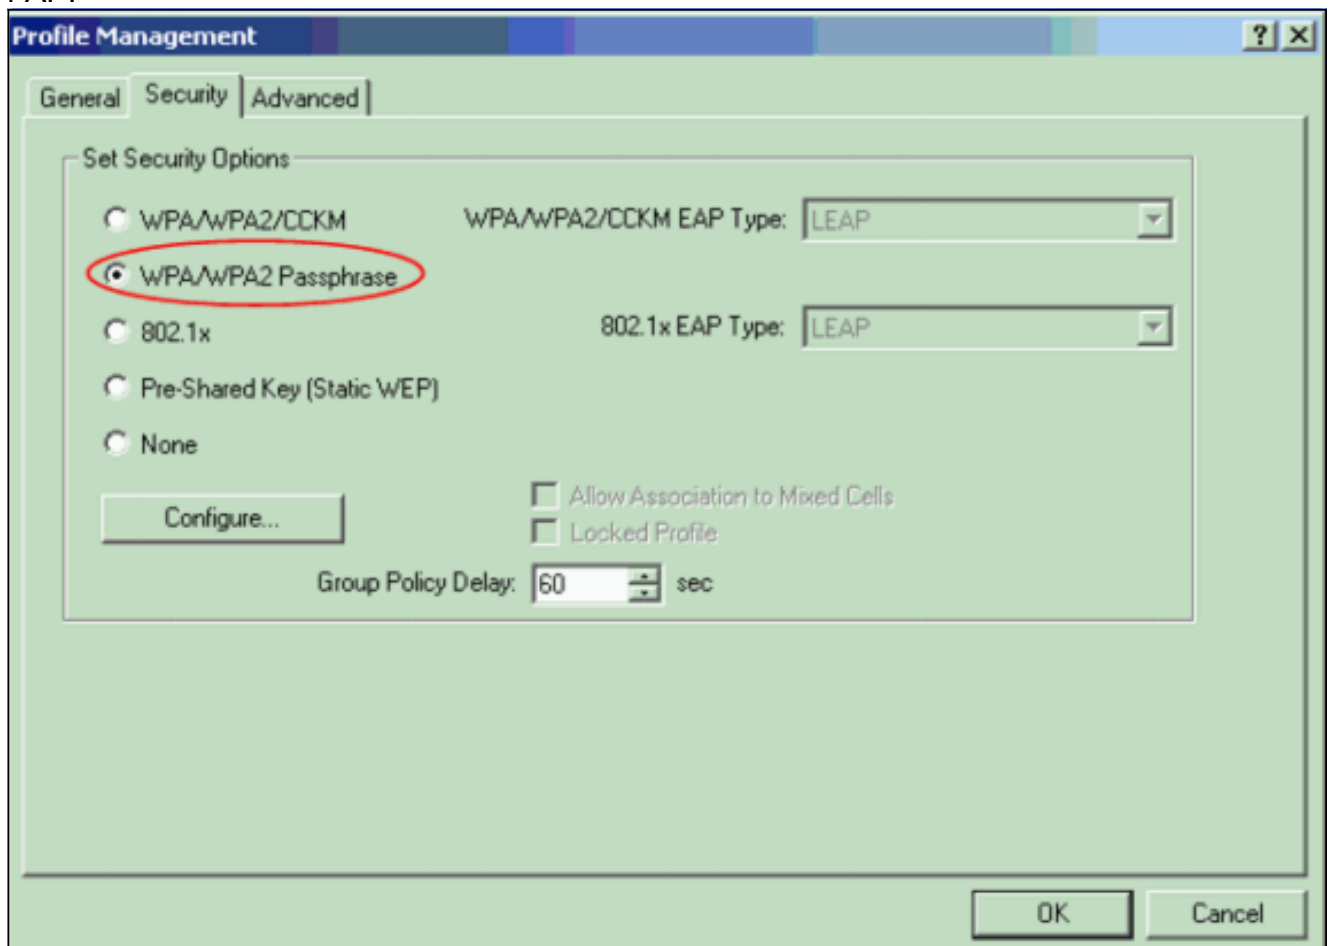 Profile Management
General Security Advanced
Set Security Options
WPA/WPA2/CCKM WPA/WPA2/CCKM EAP Type: LEAP
WPA/WPA2 Passphrase
802.1x 802.1x EAP Type: LEAP
Pre-Shared Key (Static WEP)
None
Allow Association to Mixed Cells
Configure...
Locked Profile
Group Policy Delay: 60 sec
OK Cancel